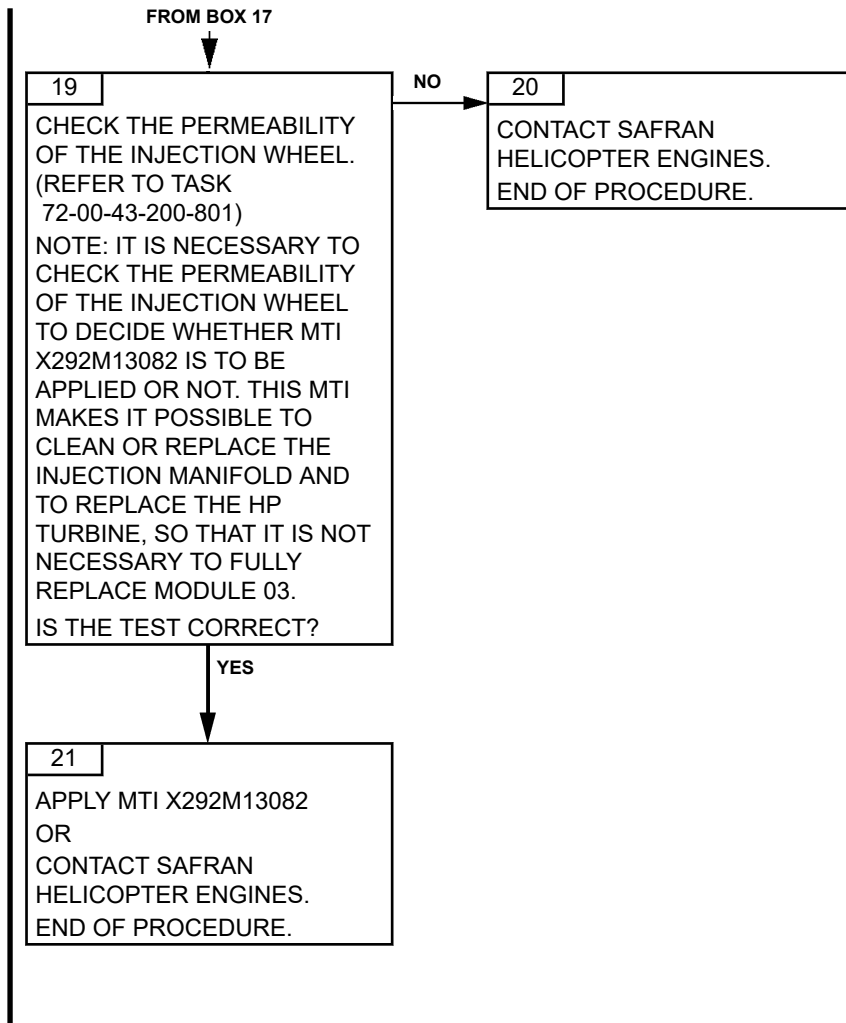 FROM BOX 17
19
CHECK THE PERMEABILITY
OF THE INJECTION WHEEL.
(REFER TO TASK
72-00-43-200-801)
NOTE: IT IS NECESSARY TO
CHECK THE PERMEABILITY
OF THE INJECTION WHEEL
TO DECIDE WHETHER MTI
X292M13082 IS TO BE
APPLIED OR NOT. THIS MTI
MAKES IT POSSIBLE TO
CLEAN OR REPLACE THE
INJECTION MANIFOLD AND
TO REPLACE THE HP
TURBINE, SO THAT IT IS NOT
NECESSARY TO FULLY
REPLACE MODULE 03.
IS THE TEST CORRECT?
NO
20
CONTACT SAFRAN
HELICOPTER ENGINES.
END OF PROCEDURE.
YES
21
APPLY MTI X292M13082
OR
CONTACT SAFRAN
HELICOPTER ENGINES.
END OF PROCEDURE.